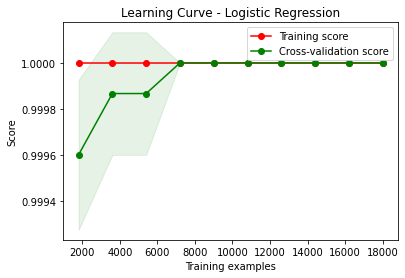 Learning Curve - Logistic Regression
Training score
Cross-validation score
Score
1.0000
0.9998
0.9996
0.9994
2000 4000 6000 8000 10000 12000 14000 16000 18000
Training examples